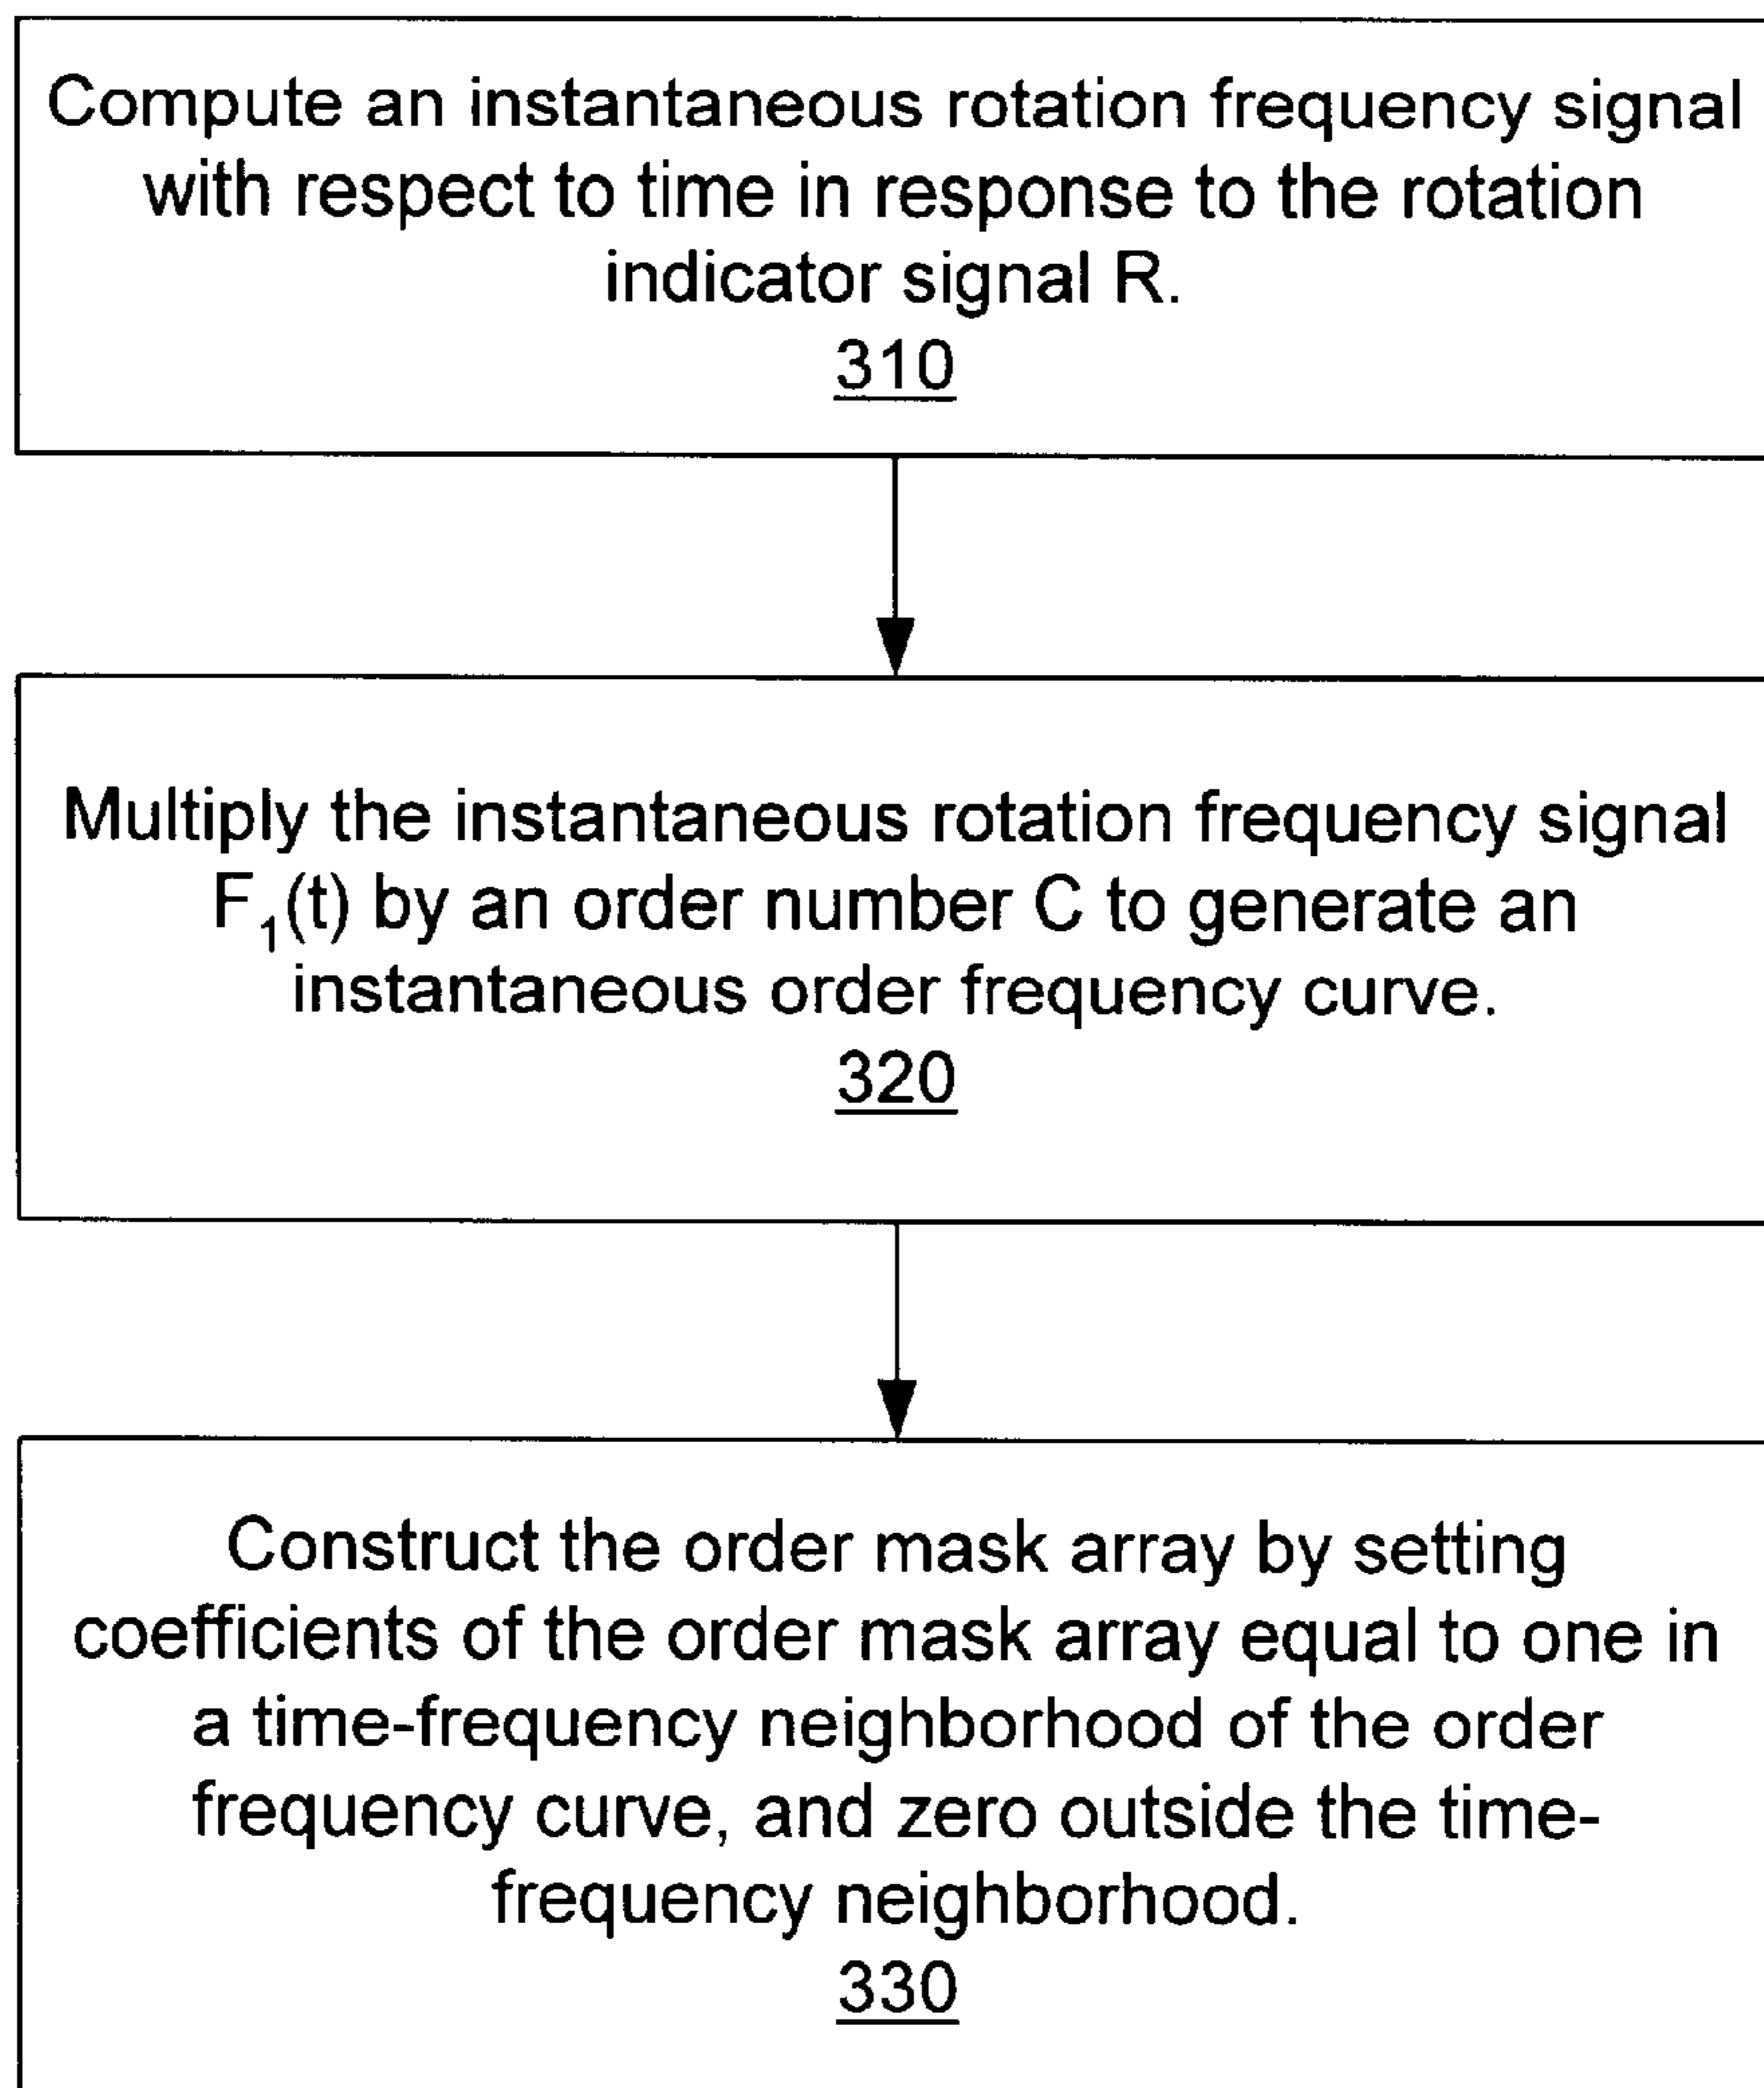 Compute an instantaneous rotation frequency signal
with respect to time in response to the rotation
indicator signal R.
310
Multiply the instantaneous rotation frequency signal
F₁(t) by an order number C to generate an
instantaneous order frequency curve.
320
Construct the order mask array by setting
coefficients of the order mask array equal to one in
a time-frequency neighborhood of the order
frequency curve, and zero outside the time-
frequency neighborhood.
330